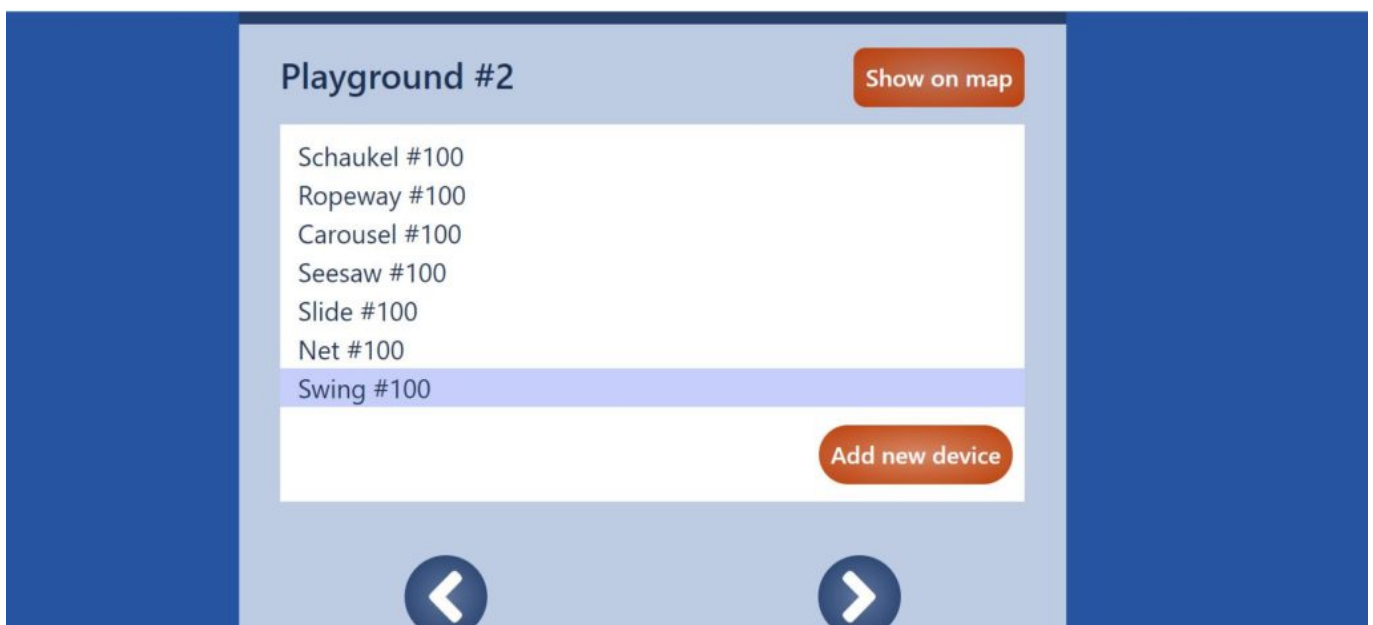 Playground #2
Show on map
Schaukel #100
Ropeway #100
Carousel #100
Seesaw #100
Slide #100
Net #100
Swing #100
Add new device